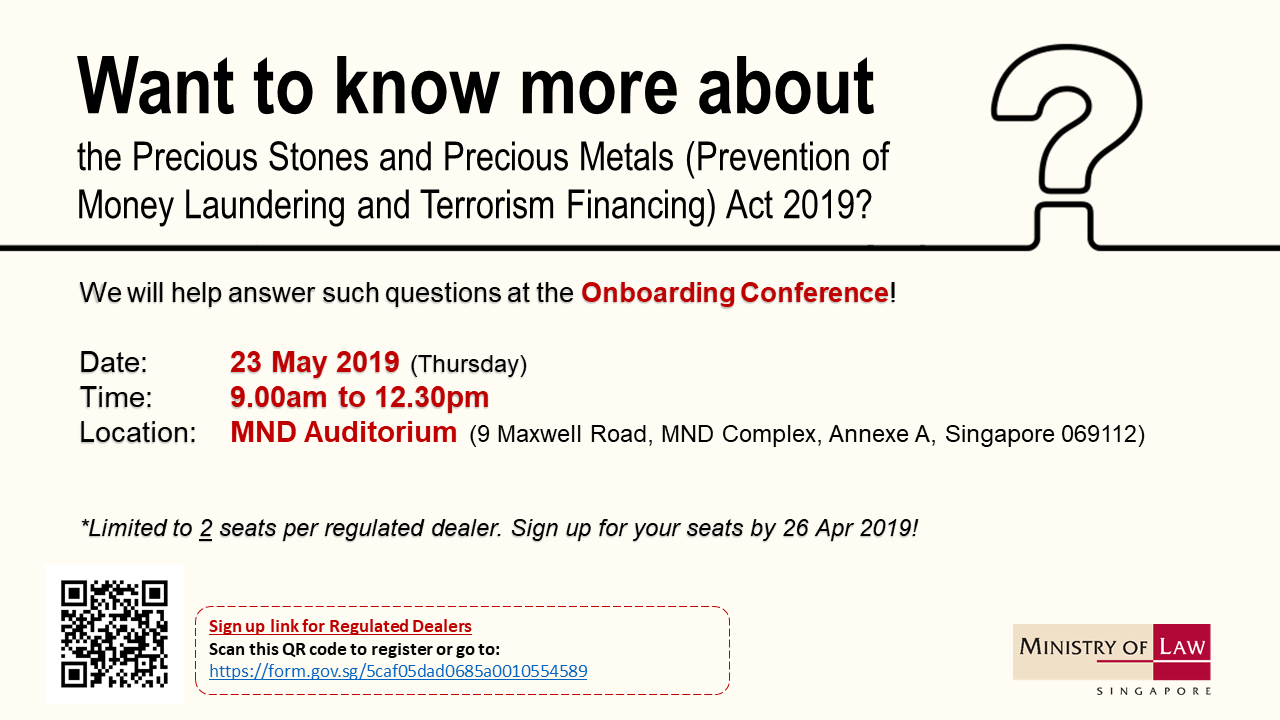 Want to know more about
the Precious Stones and Precious Metals (Prevention of
Money Laundering and Terrorism Financing) Act 2019?
We will help answer such questions at the Onboarding Conference!
Date: 23 May 2019 (Thursday)
Time: 9.00am to 12.30pm
Location: MND Auditorium (9 Maxwell Road, MND Complex, Annexe A, Singapore 069112)
*Limited to 2 seats per regulated dealer. Sign up for your seats by 26 Apr 2019!
Sign up link for Regulated Dealers
Scan this QR code to register or go to:
https://form.gov.sg/5caf05dad0685a0010554589
MINISTRY OF LAW
SINGAPORE